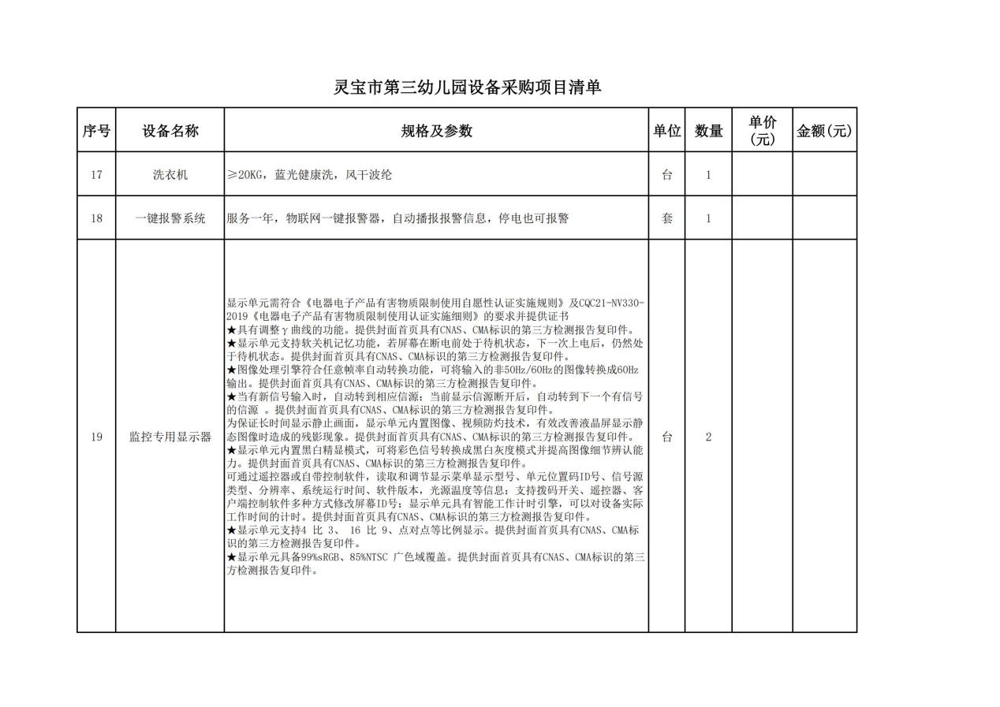 灵宝市第三幼儿园设备采购项目清单
序号 设备名称 规格及参数 单位 数量 单价(元) 金额(元)
17 洗衣机 ≥20KG，蓝光健康洗，风干波纶 台 1
18 一键报警系统 服务一年，物联网一键报警器，自动播报报警信息，停电也可报警 套 1
显示单元需符合《电器电子产品有害物质限制使用自愿性认证实施规则》及CQC21-NV330-
2019《电器电子产品有害物质限制使用认证实施细则》的要求并提供证书
★具有调整γ曲线的功能。提供封面首页具有CNAS、CMA标识的第三方检测报告复印件。
★显示单元支持软关机记忆功能，若屏幕在断电前处于待机状态，下一次上电后，仍然处
于待机状态。提供封面首页具有CNAS、CMA标识的第三方检测报告复印件。
★图像处理引擎符合任意帧率自动转换功能，可将输入的非50Hz/60Hz的图像转换成60Hz
输出。提供封面首页具有CNAS、CMA标识的第三方检测报告复印件。
★当有新信号输入时，自动转到相应信源；当前显示信源断开后，自动转到下一个有信号
的信源 。提供封面首页具有CNAS、CMA标识的第三方检测报告复印件。
为保证长时间显示静止画面，显示单元内置图像、视频防灼技术，有效改善液晶屏显示静
19 监控专用显示器 态图像时造成的残影现象。提供封面首页具有CNAS、CMA标识的第三方检测报告复印件。 台 2
★显示单元内置黑白精显模式，可将彩色信号转换成黑白灰度模式并提高图像细节辨认能
力。提供封面首页具有CNAS、CMA标识的第三方检测报告复印件。
可通过遥控器或自带控制软件，读取和调节显示菜单显示型号、单元位置码ID号、信号源
类型、分辨率、系统运行时间、软件版本，光源温度等信息；支持拨码开关、遥控器、客
户端控制软件多种方式修改屏幕ID号；显示单元具有智能工作计时引擎，可以对设备实际
工作时间的计时。提供封面首页具有CNAS、CMA标识的第三方检测报告复印件。
★显示单元支持4 比 3、 16 比 9、点对点等比例显示。提供封面首页具有CNAS、CMA标
识的第三方检测报告复印件。
★显示单元具备99%sRGB、85%NTSC 广色域覆盖。提供封面首页具有CNAS、CMA标识的第三
方检测报告复印件。